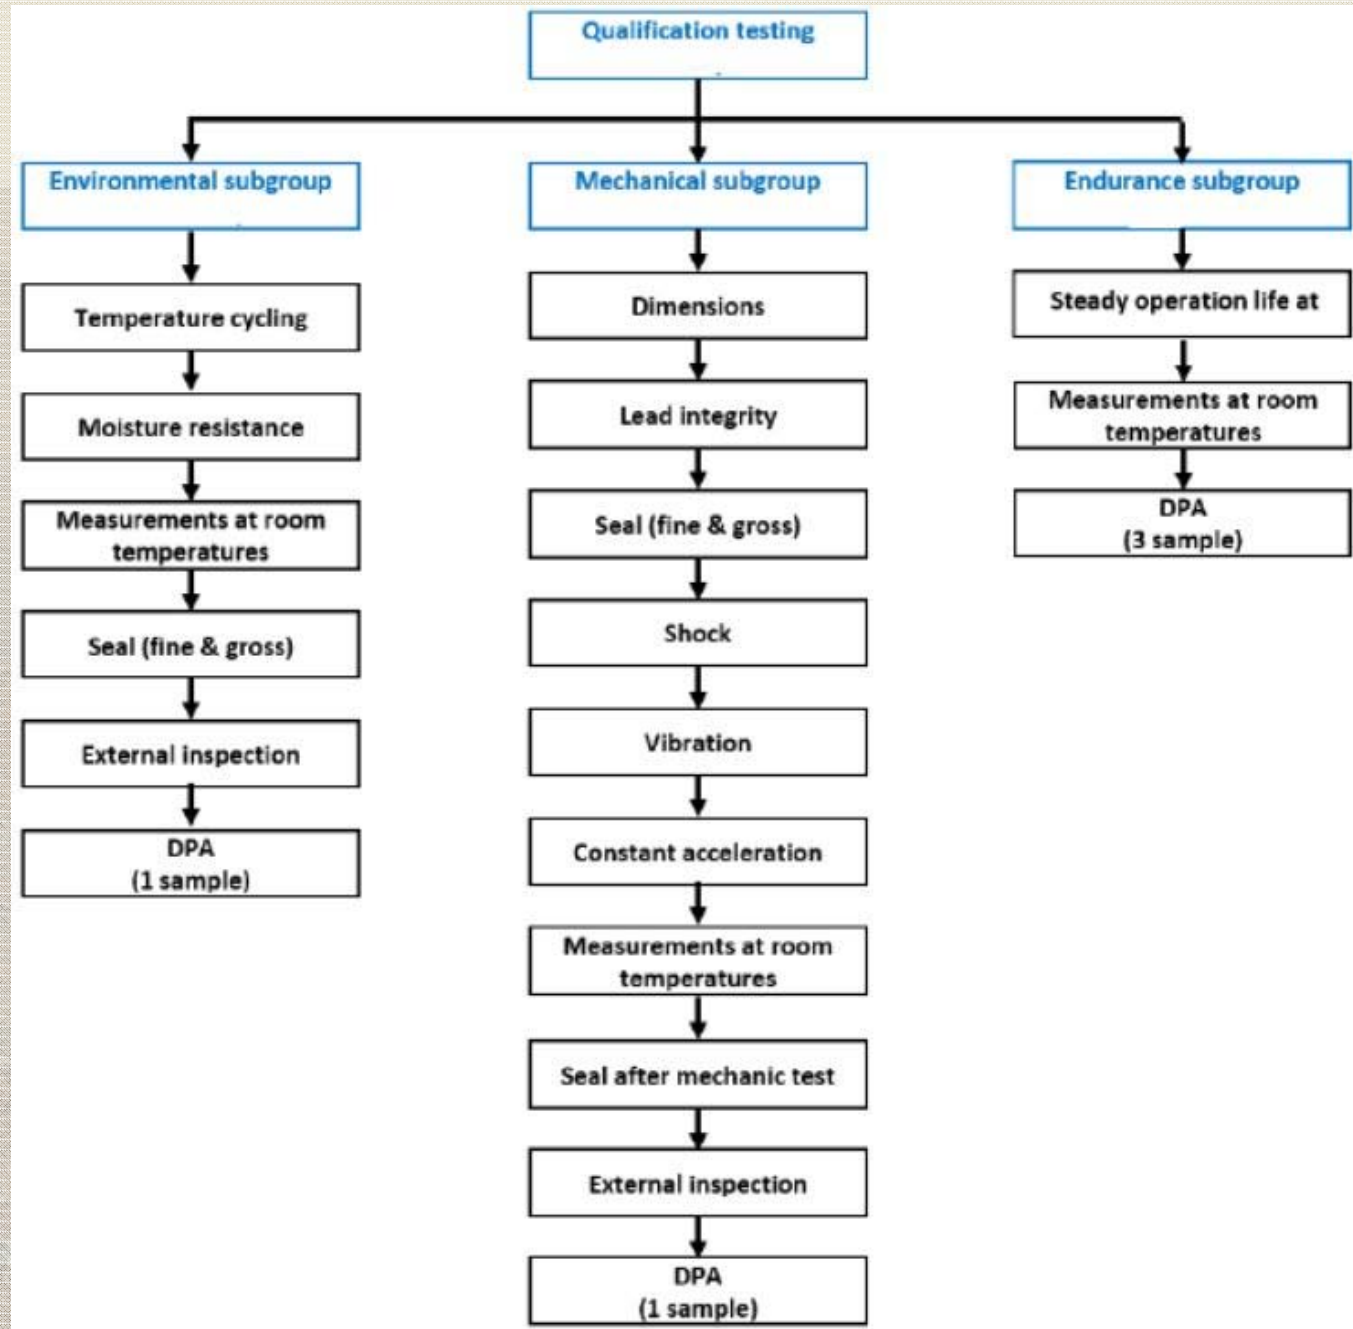 Qualification testing
Environmental subgroup
Temperature cycling
Moisture resistance
Measurements at room
temperatures
Seal (fine & gross)
External inspection
DPA
(1 sample)
Mechanical subgroup
Dimensions
Lead integrity
Seal (fine & gross)
Shock
Vibration
Constant acceleration
Measurements at room
temperatures
Seal after mechanic test
External inspection
DPA
(1 sample)
Endurance subgroup
Steady operation life at
Measurements at room
temperatures
DPA
(3 sample)